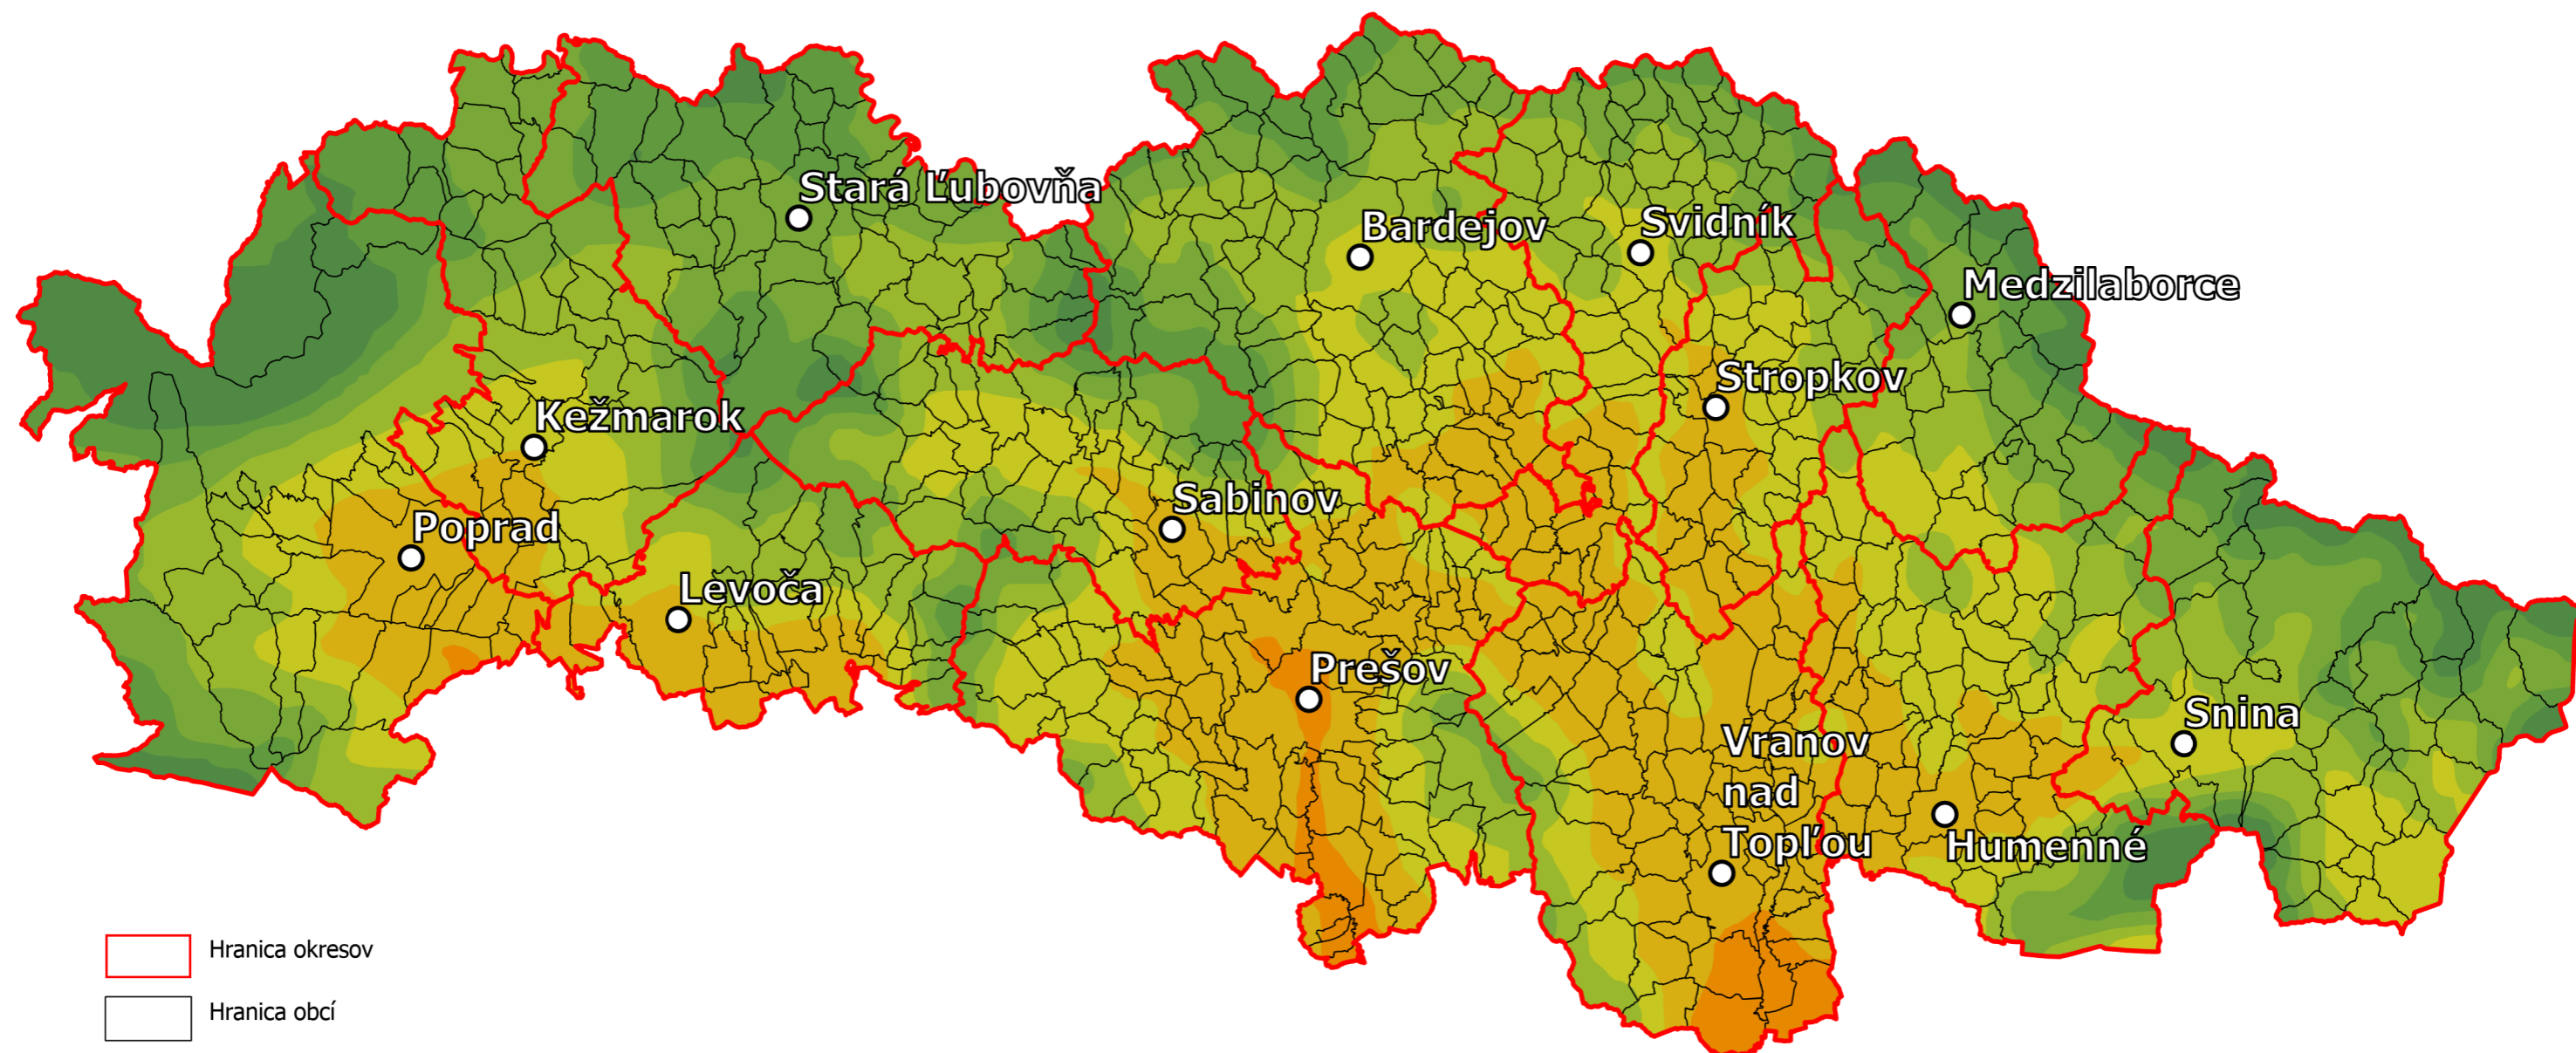 Stará Ľubovňa
Bardejov
Svidník
Medzilaborce
Stropkov
Kežmarok
Sabinov
Poprad
Levoča
Prešov
Snina
Vranov
nad
Topľou
Humenné
Hranica okresov
Hranica obcí